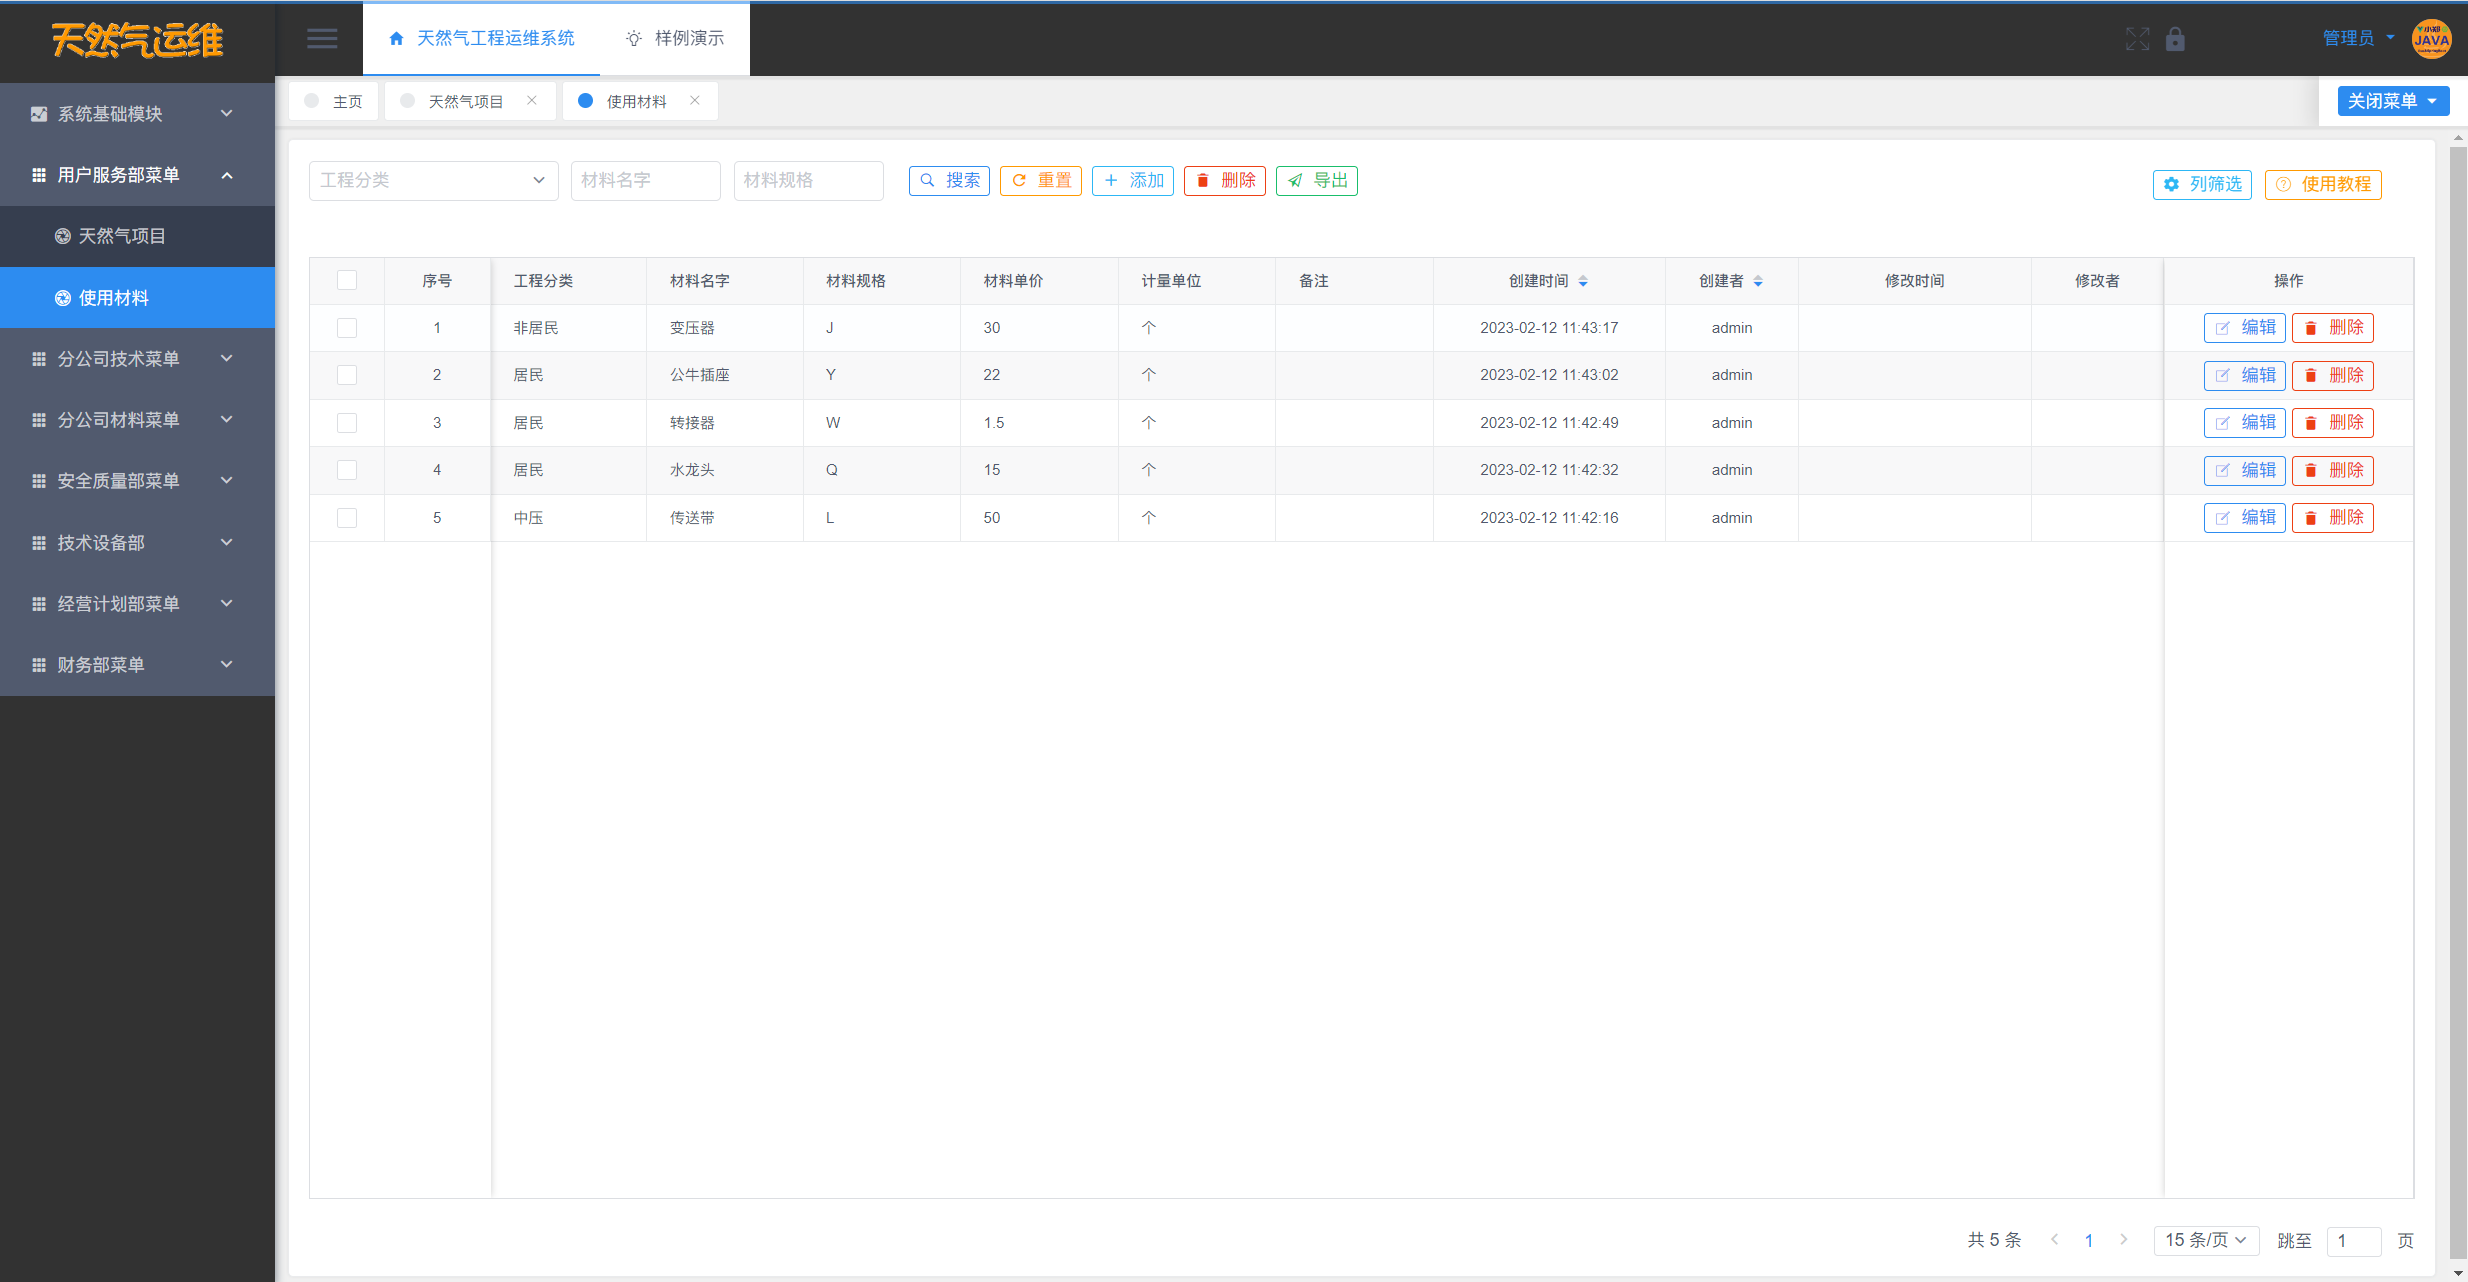 天然气运维
天然气工程运维系统
样例演示
管理员
JAVA
主页
天然气项目
使用材料
关闭菜单
系统基础模块
用户服务部菜单
天然气项目
使用材料
分公司技术菜单
分公司材料菜单
安全质量部菜单
技术设备部
经营计划部菜单
财务部菜单
工程分类 材料名字 材料规格 搜索 重置 添加 删除 导出 列筛选 使用教程
序号 工程分类 材料名字 材料规格 材料单价 计量单位 备注 创建时间 创建者 修改时间 修改者 操作
1 非居民 变压器 J 30 个 2023-02-12 11:43:17 admin 编辑 删除
2 居民 公牛插座 Y 22 个 2023-02-12 11:43:02 admin 编辑 删除
3 居民 转接器 W 1.5 个 2023-02-12 11:42:49 admin 编辑 删除
4 居民 水龙头 Q 15 个 2023-02-12 11:42:32 admin 编辑 删除
5 中压 传送带 L 50 个 2023-02-12 11:42:16 admin 编辑 删除
共 5 条 1 15 条/页 跳至 1 页